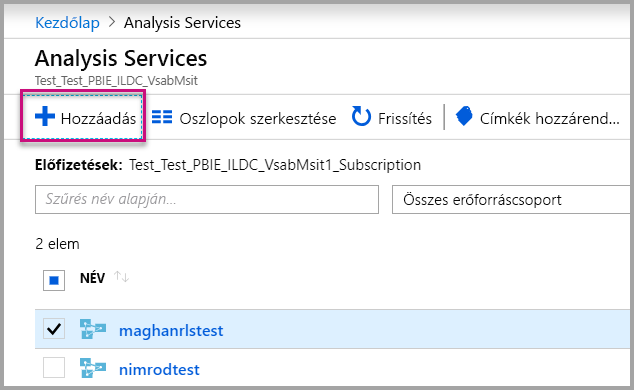 Kezdőlap > Analysis Services
Analysis Services
Test_Test_PBIE_ILDC_VsabMsit
Hozzáadás Oszlopok szerkesztése Frissítés Címkék hozzárend...
Előfizetések: Test_Test_PBIE_ILDC_VsabMsit1_Subscription
Szűrés név alapján... Összes erőforráscsoport
2 elem
NÉV
maghanrlstest
nimrodtest